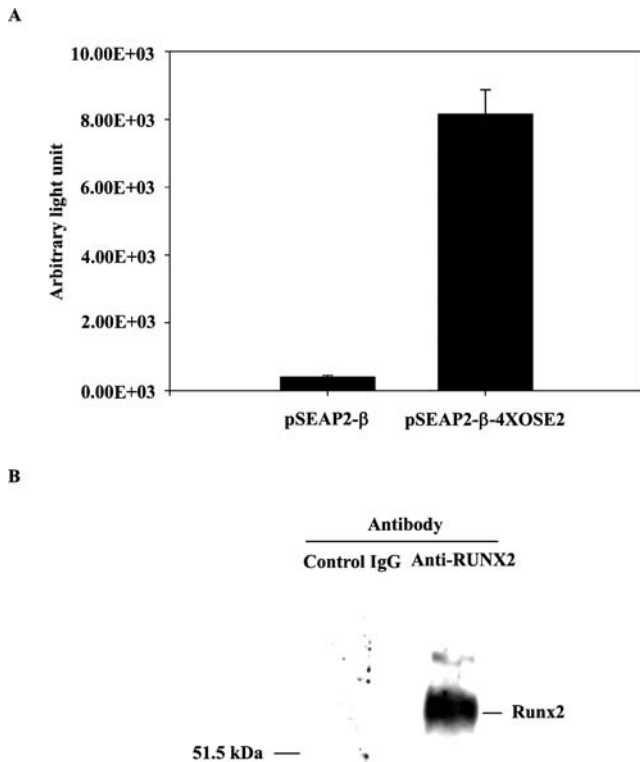 A
10.00E+03
8.00E+03
6.00E+03
4.00E+03
2.00E+03
0.00E+03
Arbitrary light unit
pSEAP2-β pSEAP2-β-4XOSE2
B
Antibody
Control IgG Anti-RUNX2
Runx2
51.5 kDa